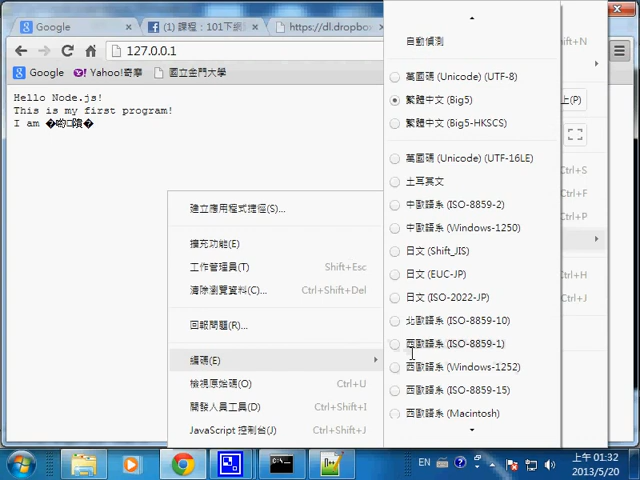 Google
(1) 課程：101下網
https://dl.dropbox
127.0.0.1
Google
Yahoo!奇摩
國立金門大學
Hello Node.js!
This is my first program!
I am
建立應用程式捷徑(S)...
擴充功能(E)
工作管理員(T) Shift+Esc
清除瀏覽資料(C)... Ctrl+Shift+Del
回報問題(R)...
編碼(E)
檢視原始碼(O) Ctrl+U
開發人員工具(D) Ctrl+Shift+I
JavaScript 控制台(J) Ctrl+Shift+J
自動偵測
萬國碼 (Unicode) (UTF-8)
繁體中文 (Big5)
繁體中文 (Big5-HKSCS)
萬國碼 (Unicode) (UTF-16LE)
土耳其文
中歐語系 (ISO-8859-2)
中歐語系 (Windows-1250)
日文 (Shift_JIS)
日文 (EUC-JP)
日文 (ISO-2022-JP)
北歐語系 (ISO-8859-10)
西歐語系 (ISO-8859-1)
西歐語系 (Windows-1252)
西歐語系 (ISO-8859-15)
西歐語系 (Macintosh)
上(P)
Ctrl+S
Ctrl+F
Ctrl+P
Ctrl+H
Ctrl+J
EN
上午 01:32
2013/5/20